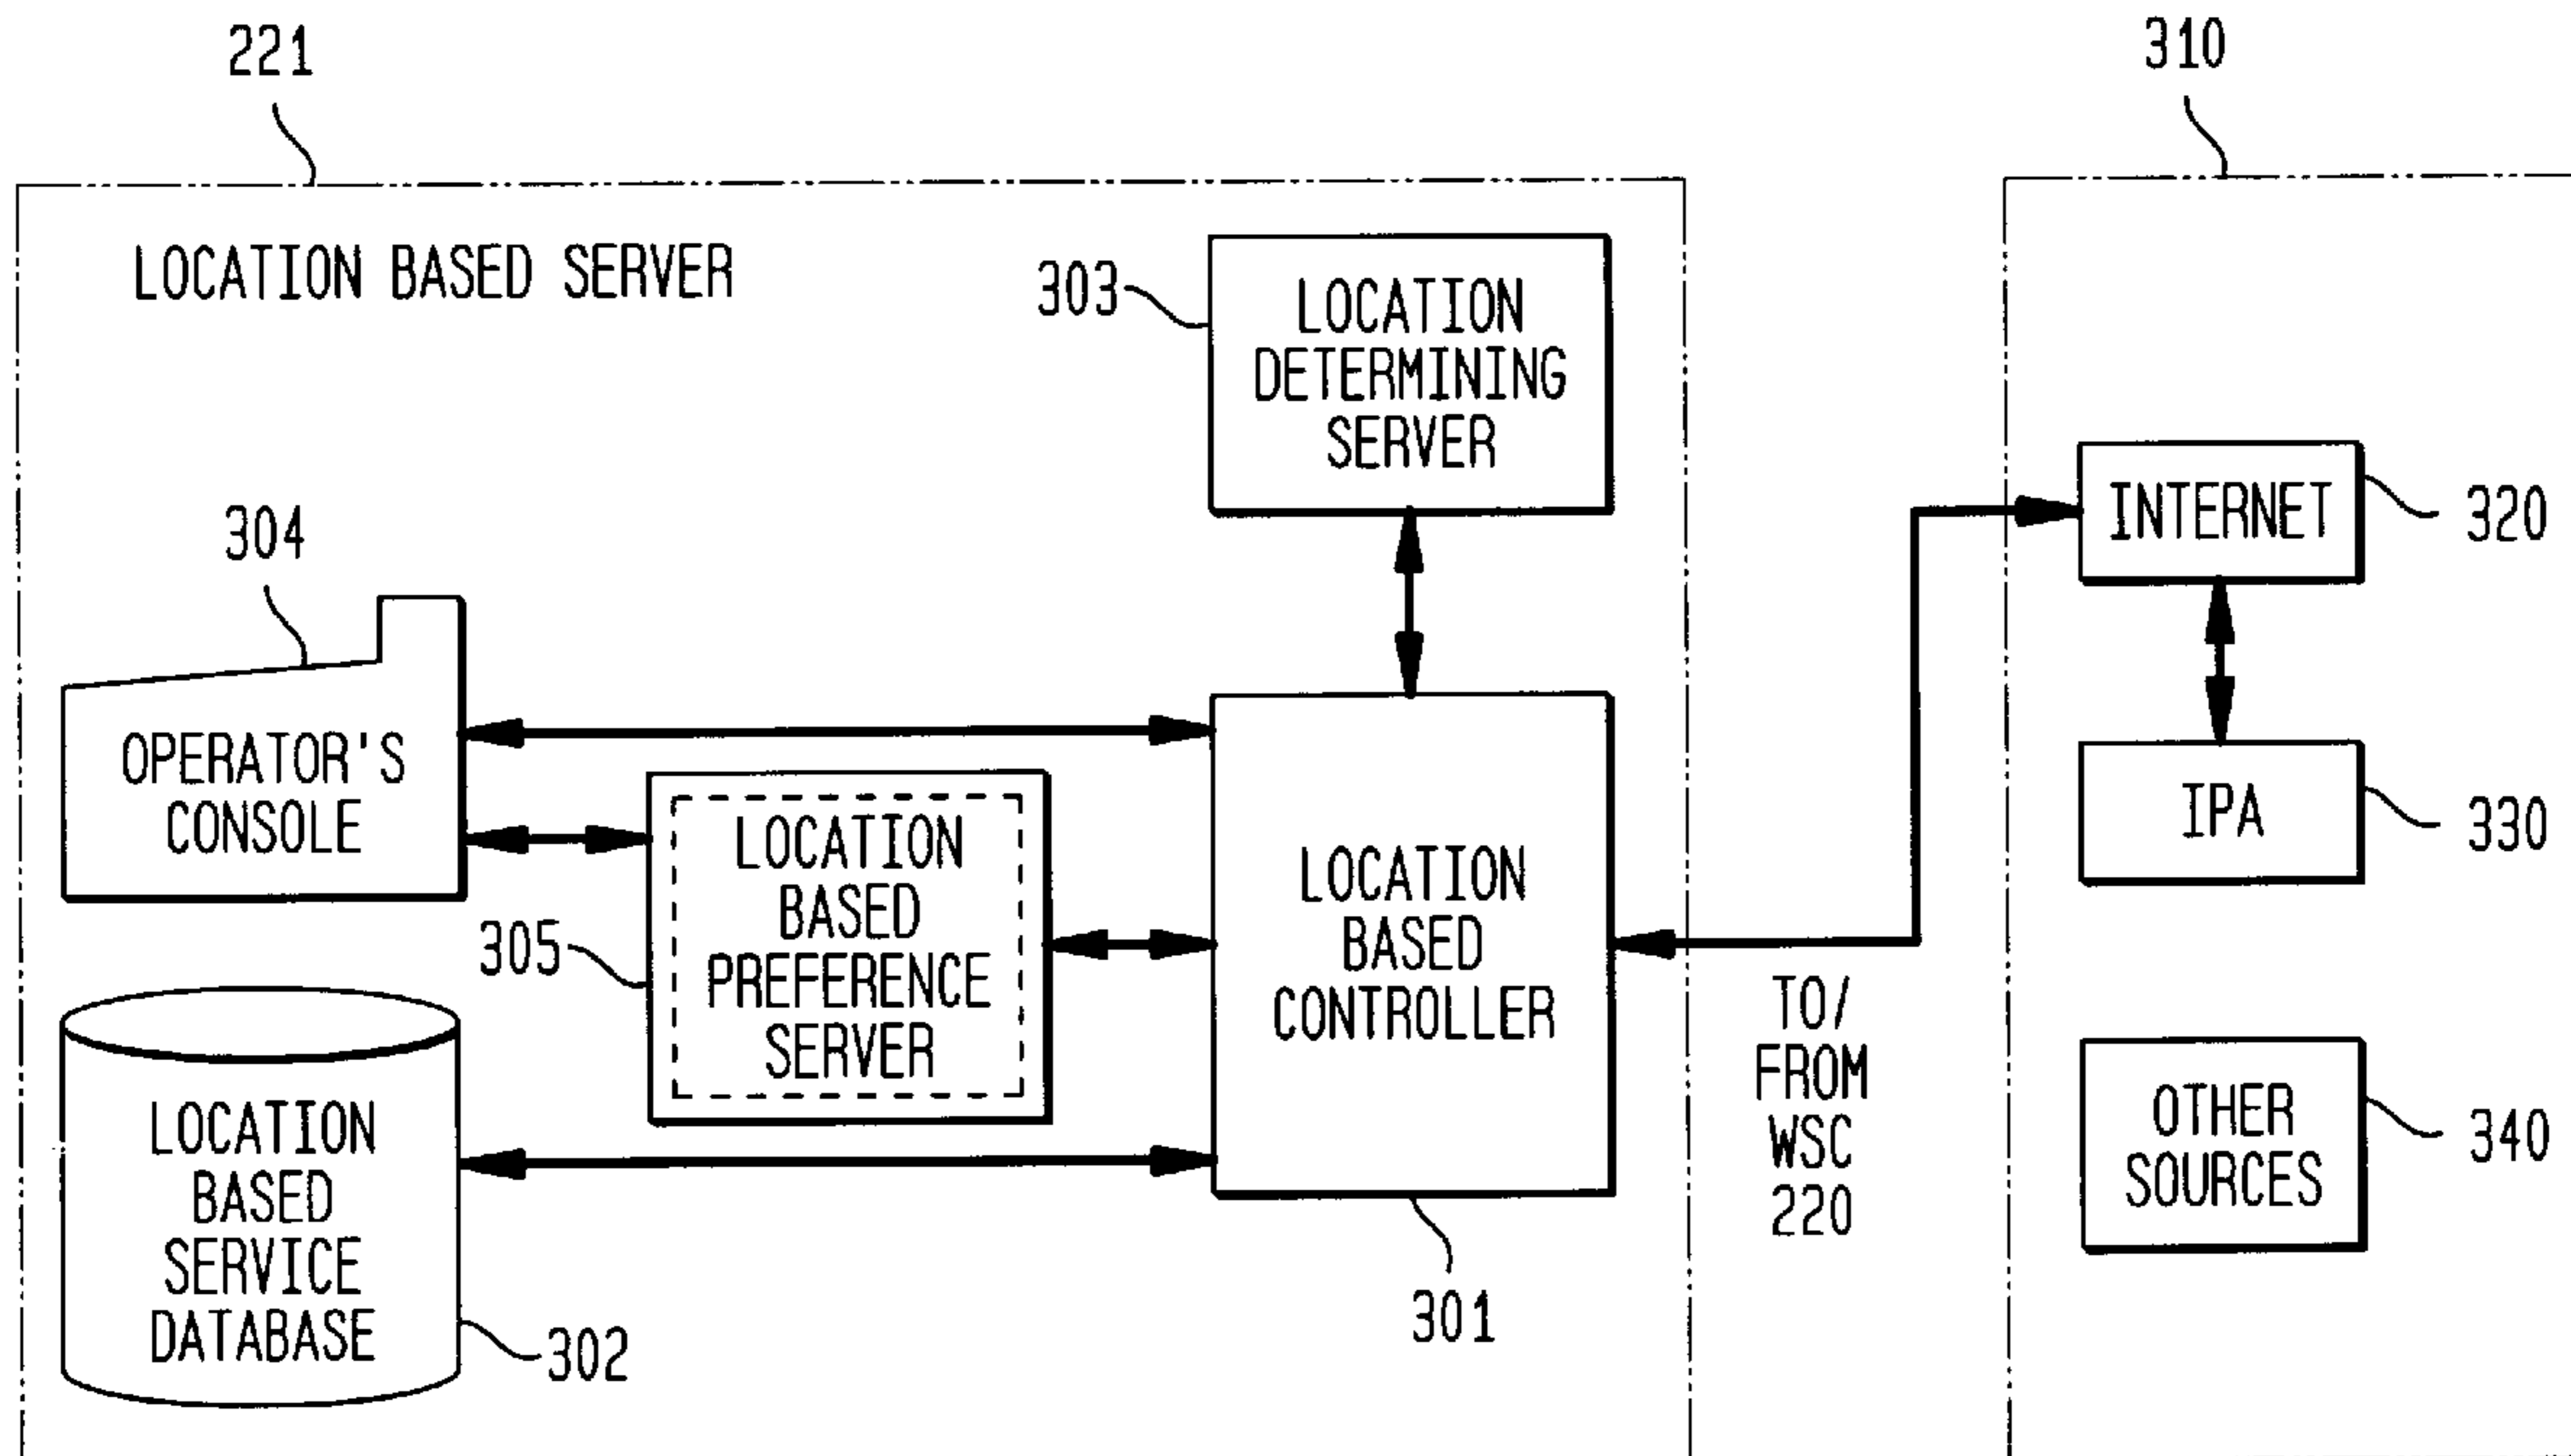 221
310
LOCATION BASED SERVER
303
LOCATION
DETERMINING
SERVER
304
INTERNET
320
OPERATOR'S
CONSOLE
IPA
330
305
LOCATION
BASED
PREFERENCE
SERVER
LOCATION
BASED
CONTROLLER
TO/
FROM
WSC
220
OTHER
SOURCES
340
LOCATION
BASED
SERVICE
DATABASE
302
301